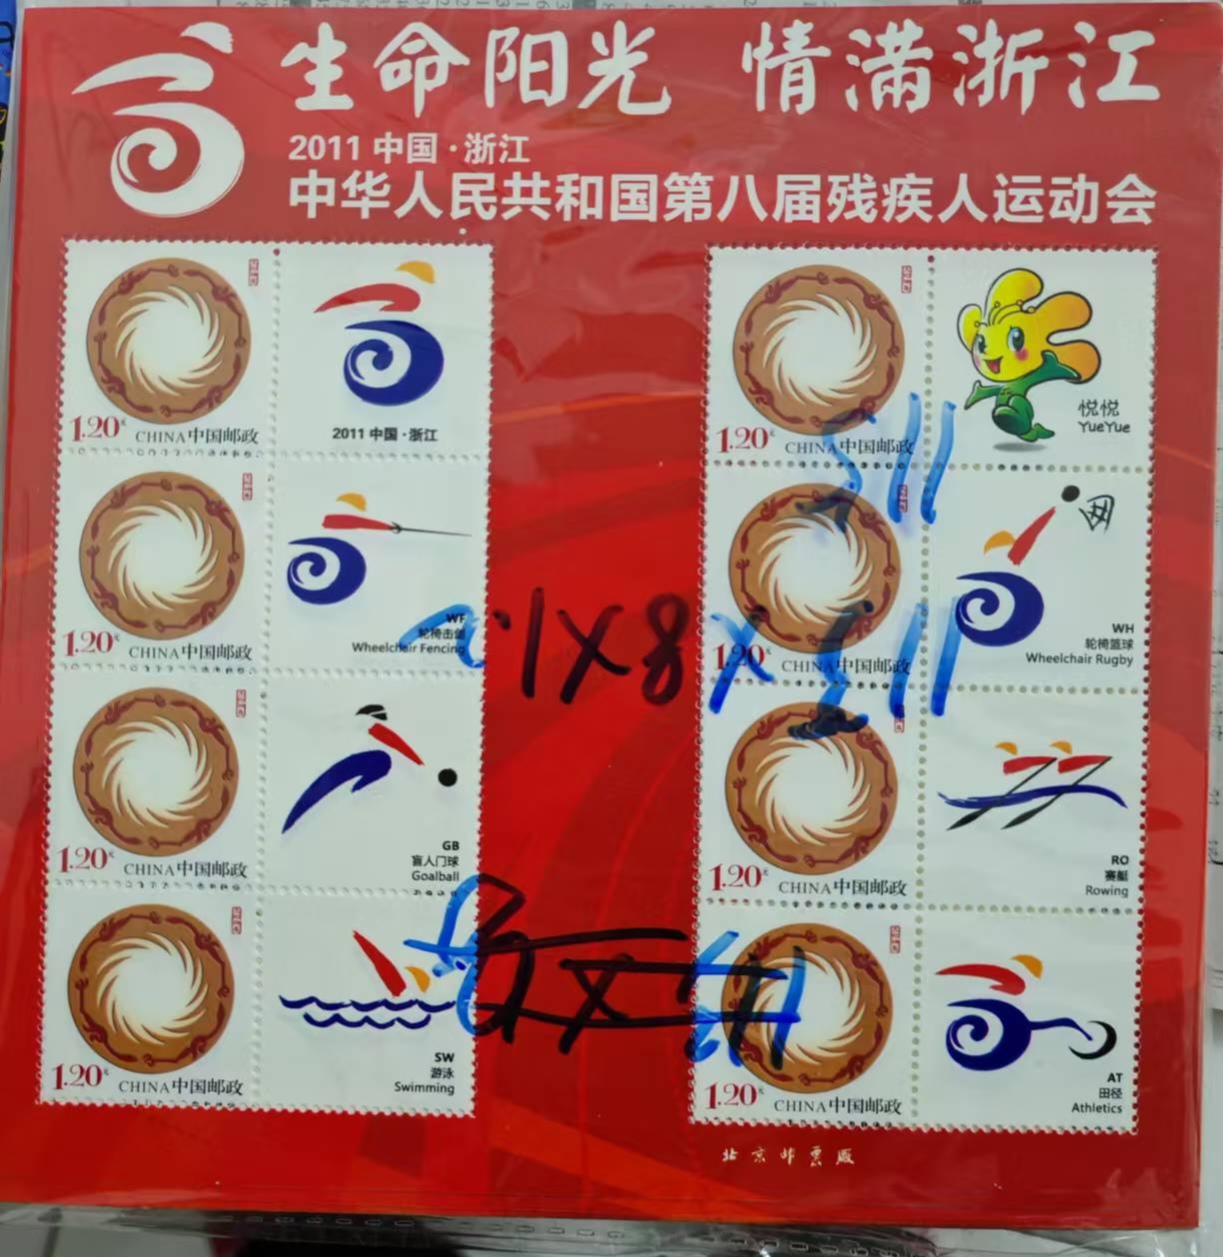 生命阳光 情满浙江
2011 中国·浙江
中华人民共和国第八届残疾人运动会
1.20元 CHINA中国邮政
2011 中国·浙江
1.20元 CHINA中国邮政
悦悦
YueYue
1.20元 CHINA中国邮政
WF
轮椅击剑
Wheelchair Fencing
1.20元 CHINA中国邮政
WH
轮椅篮球
Wheelchair Rugby
1.20元 CHINA中国邮政
GB
盲人门球
Goalball
1.20元 CHINA中国邮政
RO
赛艇
Rowing
1.20元 CHINA中国邮政
SW
游泳
Swimming
1.20元 CHINA中国邮政
AT
田径
Athletics
北京邮票厂